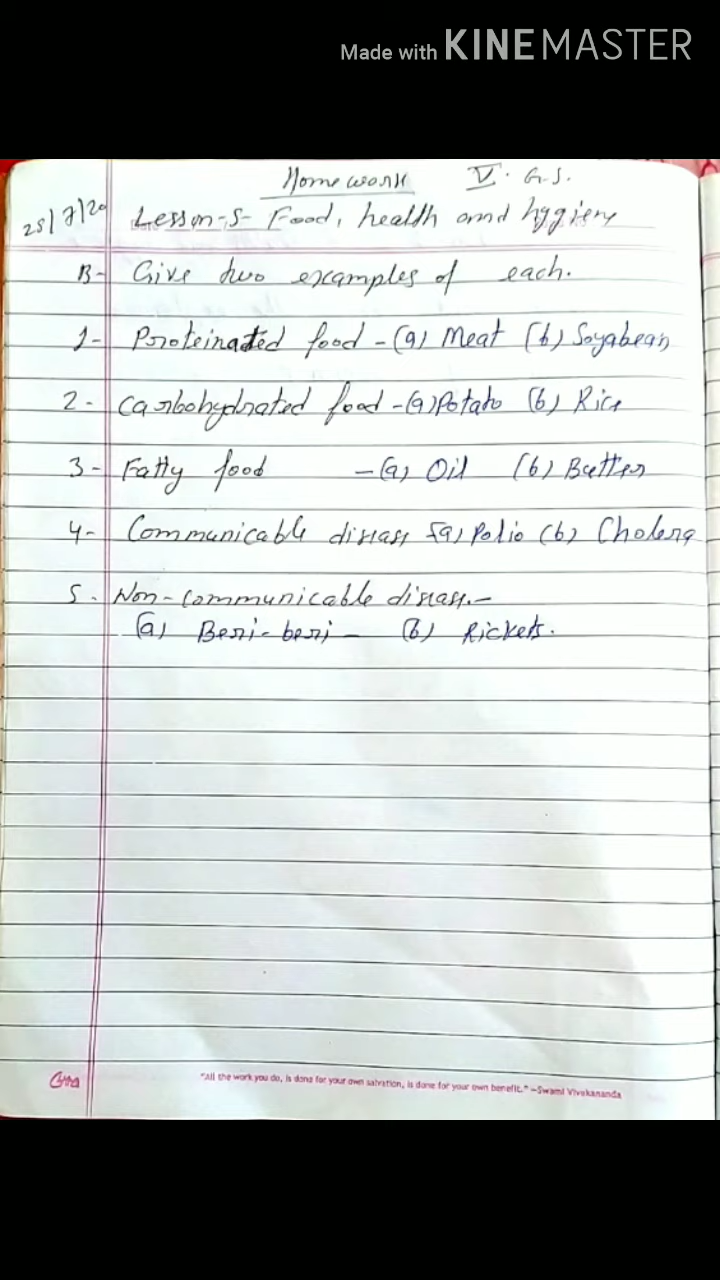 Made with KINEMASTER
Home work V. G.S.
25/7/20 Lesson-5- Food, health and hygiene
B- Give two examples of each.
1- Proteinated food - (a) Meat (b) Soyabean
2- Carbohydrated food - (a) Potato (b) Rice
3- Fatty food - (a) Oil (b) Butter
4- Communicable disease - (a) Polio (b) Cholera
5. Non-communicable disease.-
(a) Beri-beri - (b) Rickets.
"All the work you do, is done for your own salvation, is done for your own benefit." -Swami Vivekananda